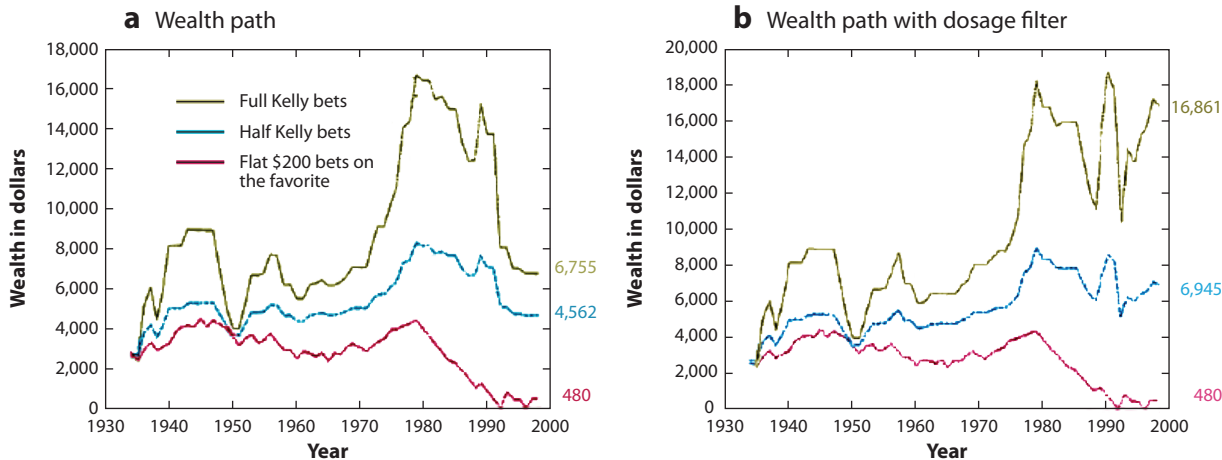 a Wealth path
Wealth in dollars
18,000
16,000
14,000
12,000
10,000
8,000
6,000
4,000
2,000
0
Full Kelly bets
Half Kelly bets
Flat $200 bets on
the favorite
6,755
4,562
480
1930 1940 1950 1960 1970 1980 1990 2000
Year
b Wealth path with dosage filter
Wealth in dollars
20,000
18,000
16,000
14,000
12,000
10,000
8,000
6,000
4,000
2,000
0
16,861
6,945
480
1930 1940 1950 1960 1970 1980 1990 2000
Year